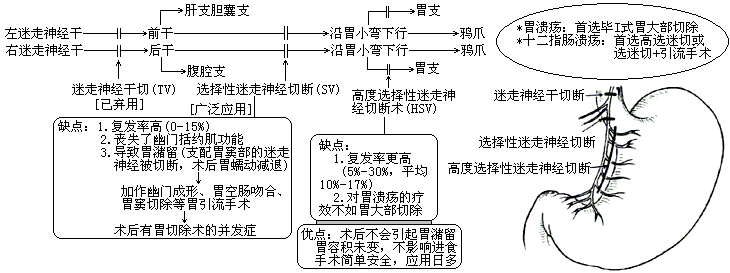 肝支胆囊支
胃支
左迷走神经干 前干 沿胃小弯下行 鸦爪
右迷走神经干 后干 沿胃小弯下行 鸦爪
腹腔支
胃支
迷走神经干切(TV)
[已弃用]
选择性迷走神经切断(SV)
[广泛应用]
高度选择性迷走神
经切断术(HSV)
缺点：1.复发率高(0-15%)
2.丧失了幽门括约肌功能
3.导致胃潴留(支配胃窦部的迷走
神经被切断，术后胃蠕动减退)
加作幽门成形、胃空肠吻合、
胃窦切除等胃引流手术
术后有胃切除术的并发症
缺点：
1.复发率更高
(5%-30%，平均
10%-17%)
2.对胃溃疡的疗
效不如胃大部切除
优点：术后不会引起胃潴留
胃容积未变，不影响进食
手术简单安全，应用日多
*胃溃疡：首选毕I式胃大部切除
*十二指肠溃疡：首选高选迷切或
选迷切+引流手术
迷走神经干切断
选择性迷走神经切断
高度选择性迷走神经切断